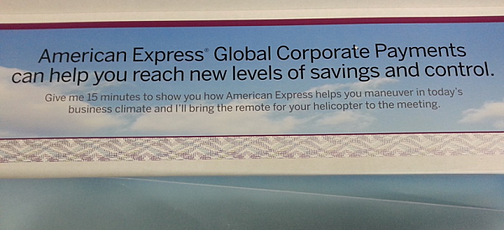 American Express® Global Corporate Payments
can help you reach new levels of savings and control.
Give me 15 minutes to show you how American Express helps you maneuver in today's
business climate and I'll bring the remote for your helicopter to the meeting.